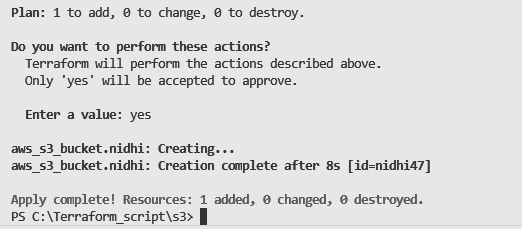 Plan: 1 to add, 0 to change, 0 to destroy.
Do you want to perform these actions?
Terraform will perform the actions described above.
Only 'yes' will be accepted to approve.
Enter a value: yes
aws_s3_bucket.nidhi: Creating...
aws_s3_bucket.nidhi: Creation complete after 8s [id=nidhi47]
Apply complete! Resources: 1 added, 0 changed, 0 destroyed.
PS C:\Terraform_script\s3>